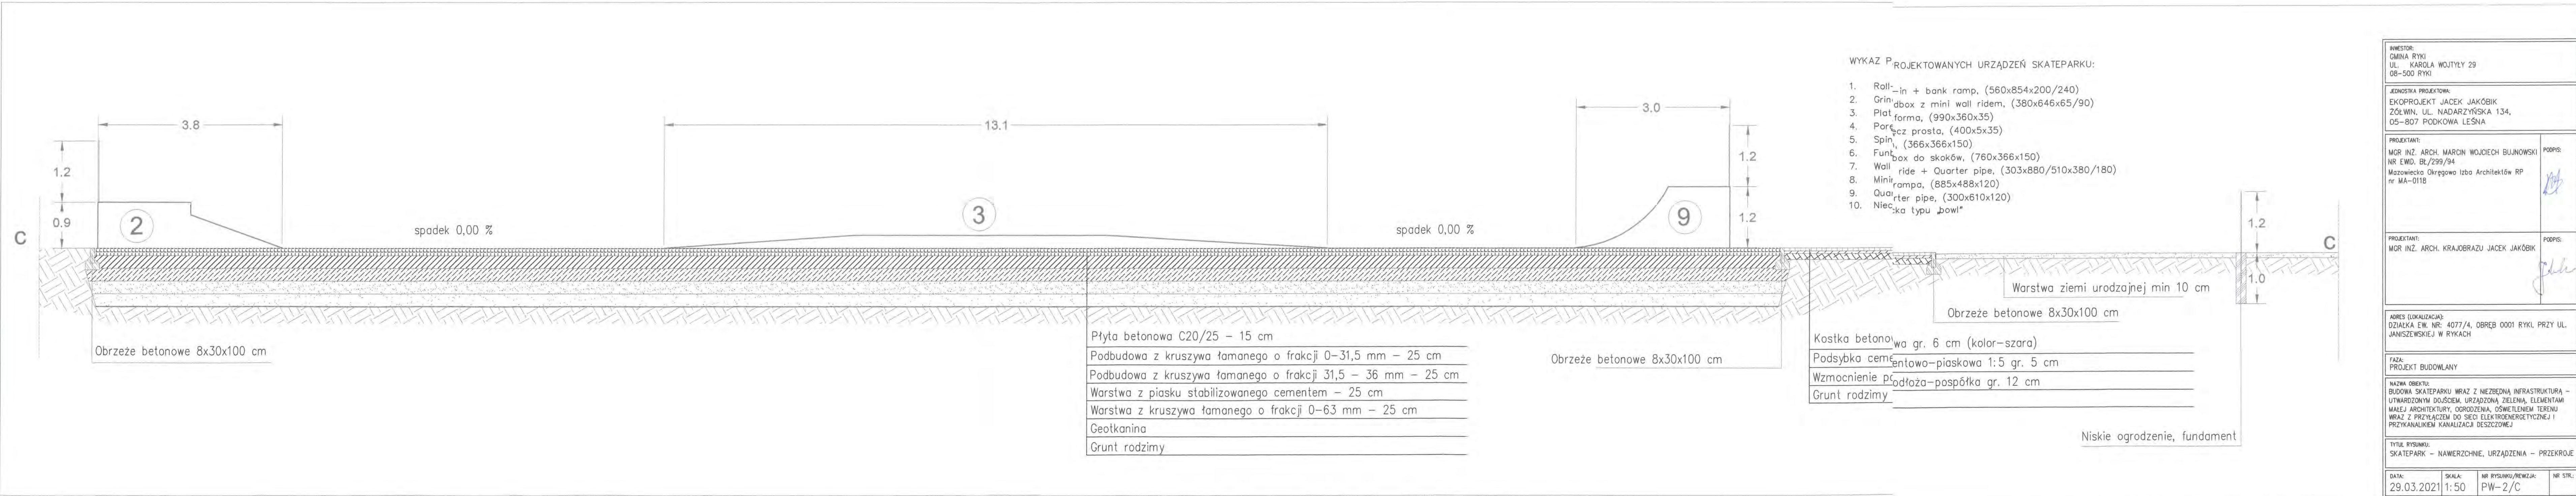 WYKAZ PROJEKTOWANYCH URZĄDZEŃ SKATEPARKU:
1. Roll-in + bank ramp, (560x854x200/240)
2. Grindbox z mini wall ridem, (380x646x65/90)
3. Platforma, (990x360x35)
4. Poręcz prosta, (400x5x35)
5. Spin, (366x366x150)
6. Funbox do skoków, (760x366x150)
7. Wall ride + Quarter pipe, (303x880/510x380/180)
8. Minirampa, (885x488x120)
9. Quarter pipe, (300x610x120)
10. Niecka typu „bowl"
3.8
13.1
3.0
1.2
0.9
1.2
1.2
1.2
1.0
C
2
spadek 0,00 %
3
spadek 0,00 %
9
C
Obrzeże betonowe 8x30x100 cm
Płyta betonowa C20/25 – 15 cm
Podbudowa z kruszywa łamanego o frakcji 0–31,5 mm – 25 cm
Podbudowa z kruszywa łamanego o frakcji 31,5 – 36 mm – 25 cm
Warstwa z piasku stabilizowanego cementem – 25 cm
Warstwa z kruszywa łamanego o frakcji 0–63 mm – 25 cm
Geotkanina
Grunt rodzimy
Obrzeże betonowe 8x30x100 cm
Warstwa ziemi urodzajnej min 10 cm
Obrzeże betonowe 8x30x100 cm
Kostka betonowa gr. 6 cm (kolor–szara)
Podsybka cementowo–piaskowa 1:5 gr. 5 cm
Wzmocnienie podłoża–pospółka gr. 12 cm
Grunt rodzimy
Niskie ogrodzenie, fundament
INWESTOR:
GMINA RYKI
UL. KAROLA WOJTYŁY 29
08–500 RYKI
JEDNOSTKA PROJEKTOWA:
EKOPROJEKT JACEK JAKÓBIK
ŻÓŁWIN, UL. NADARZYŃSKA 134,
05–807 PODKOWA LEŚNA
PROJEKTANT:
PODPIS:
MGR INŻ. ARCH. MARCIN WOJCIECH BUJNOWSKI
NR EWID. BŁ/299/94
Mazowiecka Okręgowa Izba Architektów RP
nr MA–0118
PROJEKTANT:
PODPIS:
MGR INŻ. ARCH. KRAJOBRAZU JACEK JAKÓBIK
ADRES (LOKALIZACJA):
DZIAŁKA EW. NR: 4077/4, OBRĘB 0001 RYKI, PRZY UL.
JANISZEWSKIEJ W RYKACH
FAZA:
PROJEKT BUDOWLANY
NAZWA OBIEKTU:
BUDOWA SKATEPARKU WRAZ Z NIEZBĘDNĄ INFRASTRUKTURĄ –
UTWARDZONYM DOJŚCIEM, URZĄDZONĄ ZIELENIĄ, ELEMENTAMI
MAŁEJ ARCHITEKTURY, OGRODZENIA, OŚWIETLENIEM TERENU
WRAZ Z PRZYŁĄCZEM DO SIECI ELEKTROENERGETYCZNEJ I
PRZYKANALIKIEM KANALIZACJI DESZCZOWEJ
TYTUŁ RYSUNKU:
SKATEPARK – NAWIERZCHNIE, URZĄDZENIA – PRZEKROJE
DATA:
29.03.2021
SKALA:
1:50
NR RYSUNKU/REWIZJA:
PW–2/C
NR STR.: